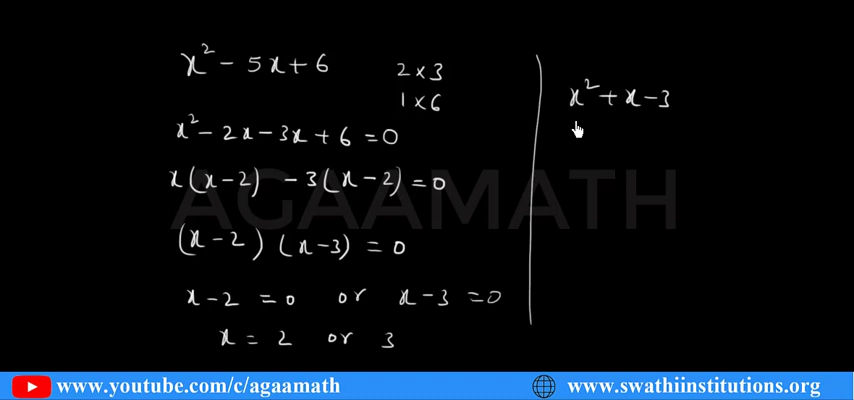 x² - 5x + 6
2 × 3
1 × 6
x² - 2x - 3x + 6 = 0
x(x - 2) - 3(x - 2) = 0
(x - 2) (x - 3) = 0
x - 2 = 0 or x - 3 = 0
x = 2 or 3
x² + x - 3
AGAAMATH
www.youtube.com/c/agaamath
www.swathiinstitutions.org